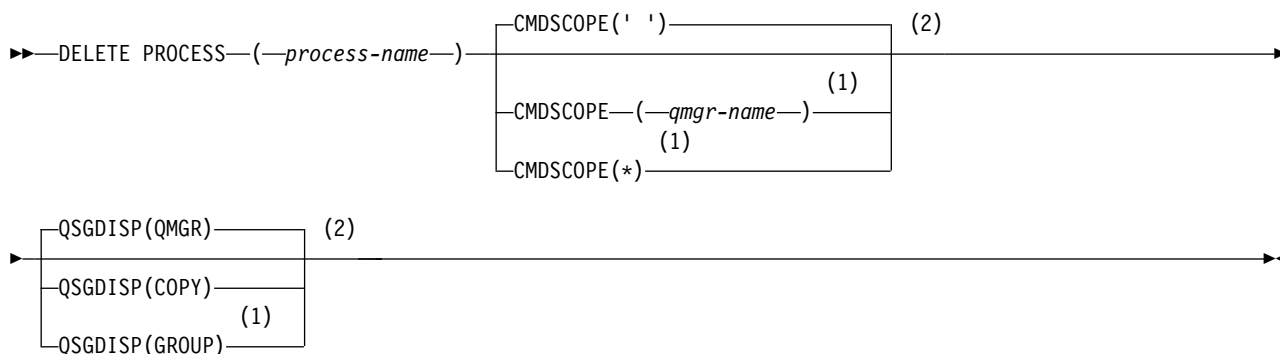 CMDSCOPE(' ') (2)
DELETE PROCESS ( process-name )
(1)
CMDSCOPE ( qmgr-name )
(1)
CMDSCOPE(*)
QSGDISP(QMGR) (2)
QSGDISP(COPY)
(1)
QSGDISP(GROUP)